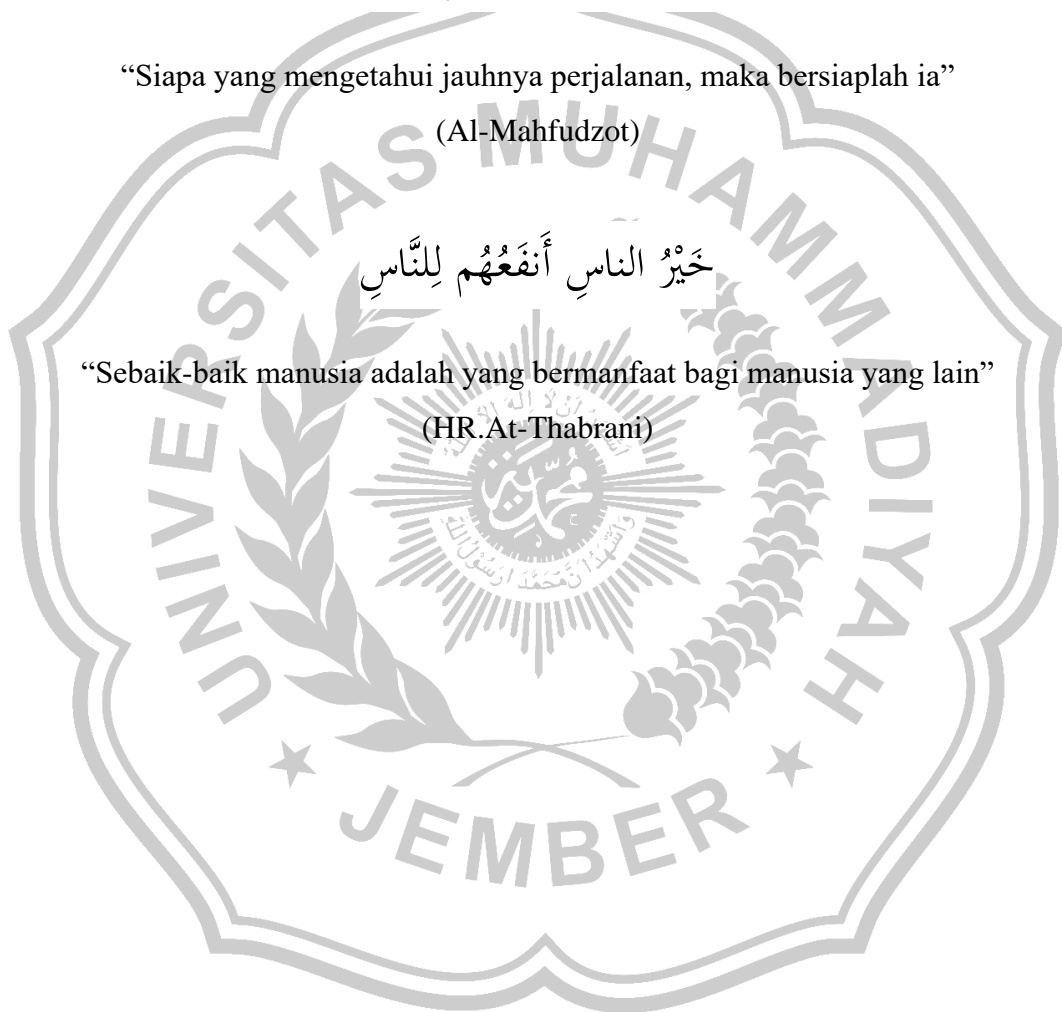 “Siapa yang mengetahui jauhnya perjalanan, maka bersiaplah ia”
(Al-Mahfudzot)
خَيْرُ الناسِ أَنفَعُهُم لِلنَّاسِ
“Sebaik-baik manusia adalah yang bermanfaat bagi manusia yang lain”
(HR.At-Thabrani)
UNIVERSITAS MUHAMMADIYAH
JEMBER
محمد